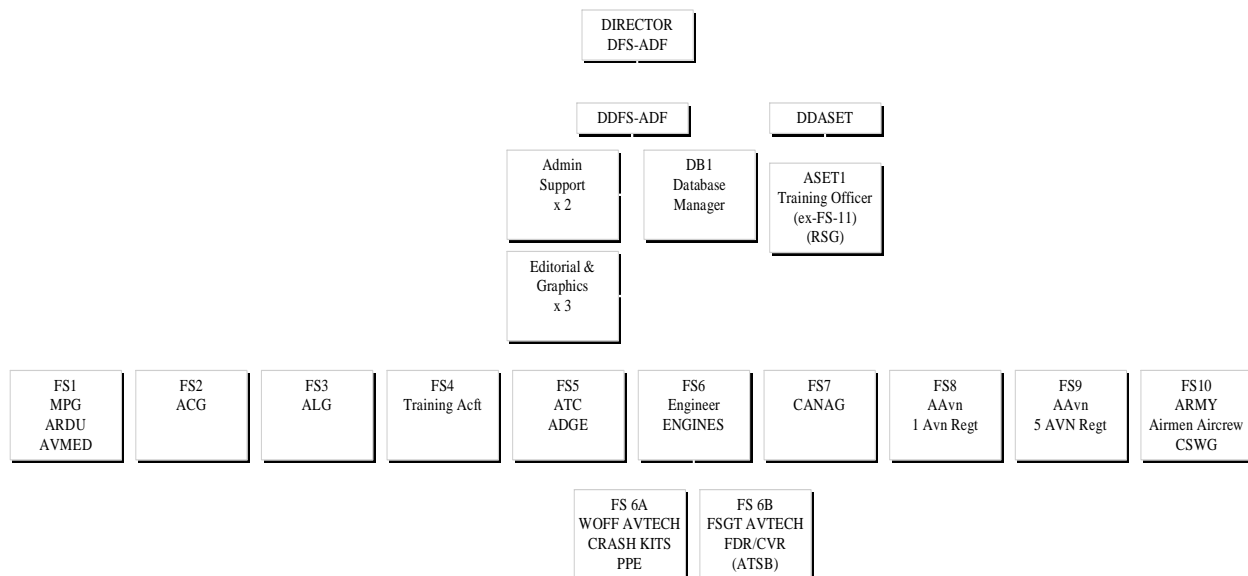 DIRECTOR
DFS-ADF
DDFS-ADF
DDASET
Admin
Support
x 2
DB1
Database
Manager
ASET1
Training Officer
(ex-FS-11)
(RSG)
Editorial &
Graphics
x 3
FS1
MPG
ARDU
AVMED
FS2
ACG
FS3
ALG
FS4
Training Acft
FS5
ATC
ADGE
FS6
Engineer
ENGINES
FS7
CANAG
FS8
AAvn
1 Avn Regt
FS9
AAvn
5 AVN Regt
FS10
ARMY
Airmen Aircrew
CSWG
FS 6A
WOFF AVTECH
CRASH KITS
PPE
FS 6B
FSGT AVTECH
FDR/CVR
(ATSB)